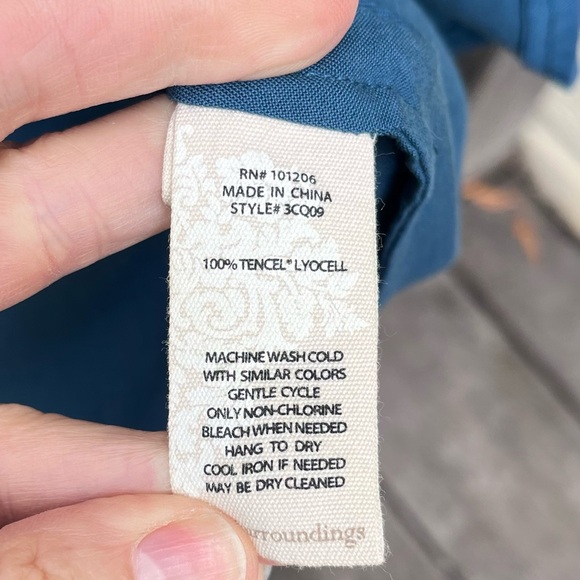 RN# 101206
MADE IN CHINA
STYLE# 3CQ09
100% TENCEL® LYOCELL
MACHINE WASH COLD
WITH SIMILAR COLORS
GENTLE CYCLE
ONLY NON-CHLORINE
BLEACH WHEN NEEDED
HANG TO DRY
COOL IRON IF NEEDED
MAY BE DRY CLEANED
rroundings